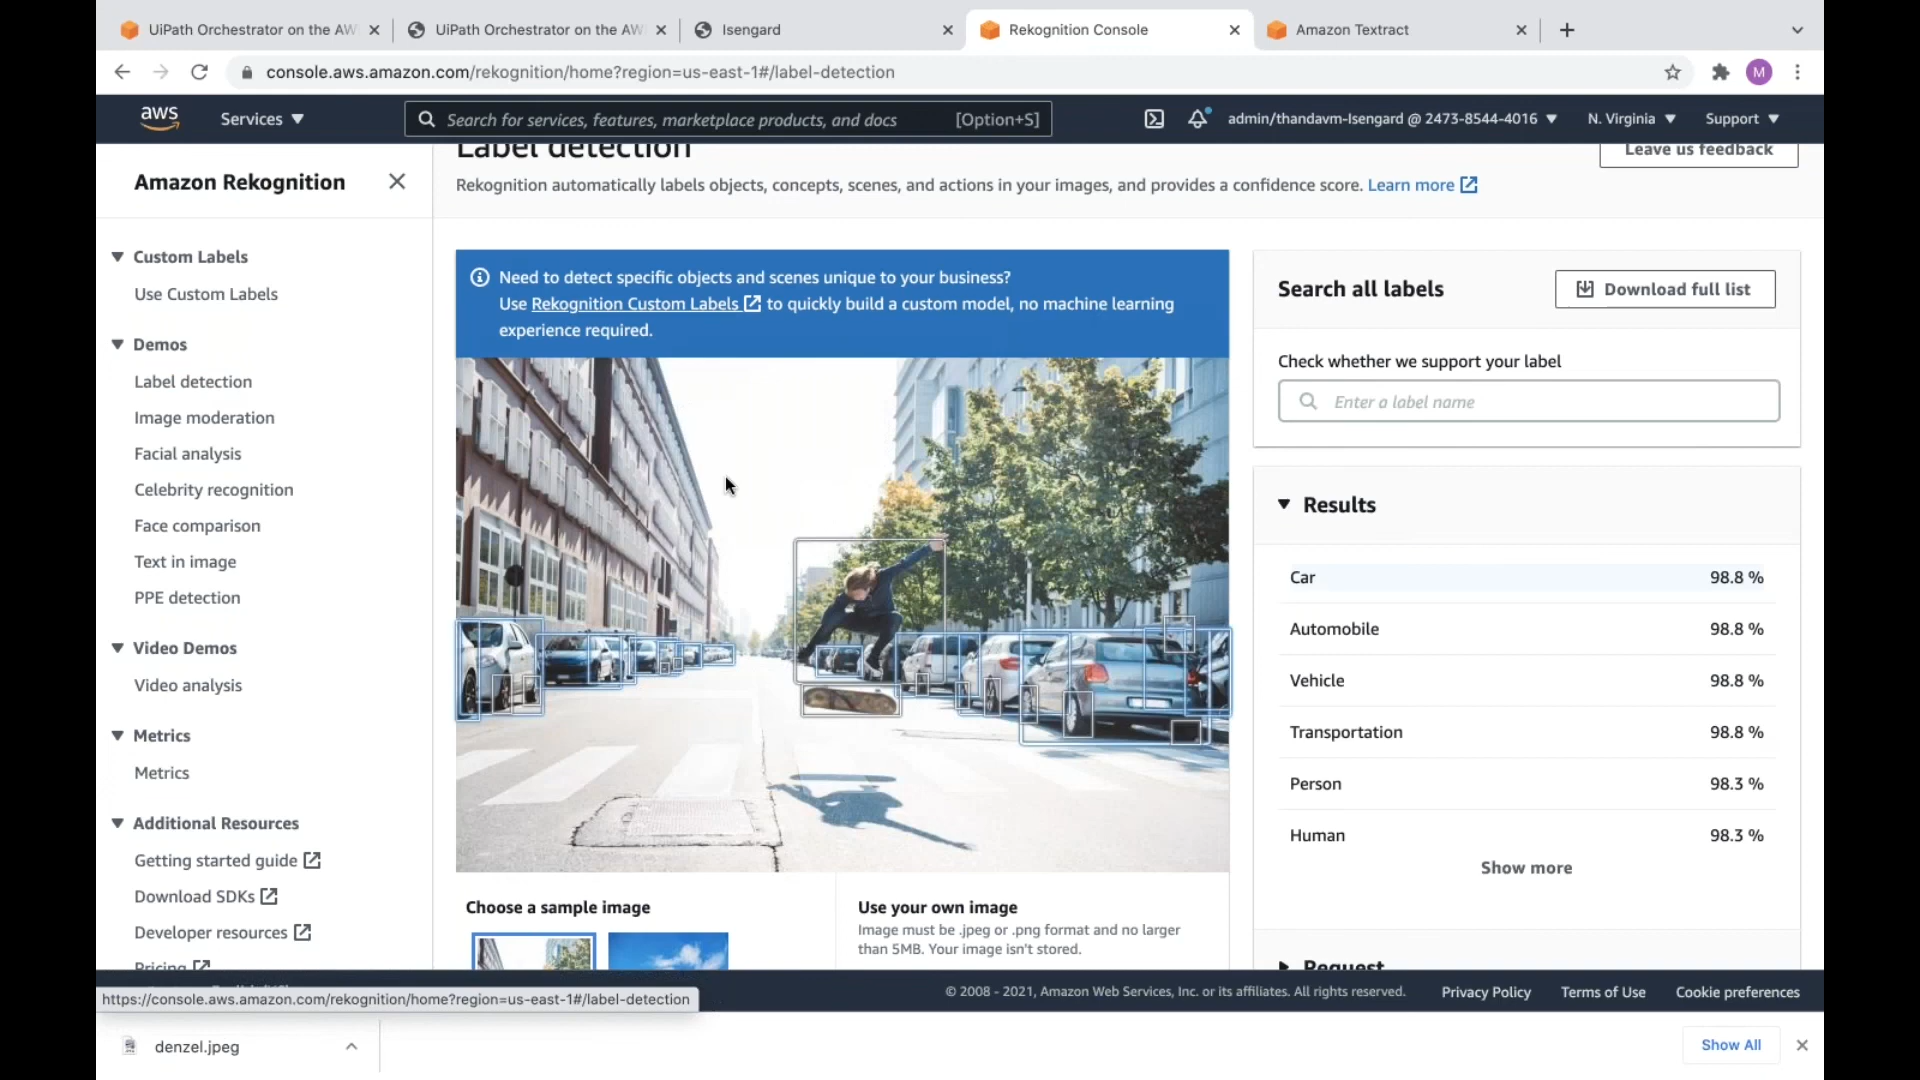 UiPath Orchestrator on the AW
UiPath Orchestrator on the AW
Isengard
Rekognition Console
Amazon Textract
console.aws.amazon.com/rekognition/home?region=us-east-1#/label-detection
M
aws
Services
Search for services, features, marketplace products, and docs
[Option+S]
admin/thandavm-Isengard @ 2473-8544-4016
N. Virginia
Support
Amazon Rekognition
Custom Labels
Use Custom Labels
Demos
Label detection
Image moderation
Facial analysis
Celebrity recognition
Face comparison
Text in image
PPE detection
Video Demos
Video analysis
Metrics
Metrics
Additional Resources
Getting started guide
Download SDKs
Developer resources
Pricing
Label detection
Leave us feedback
Rekognition automatically labels objects, concepts, scenes, and actions in your images, and provides a confidence score. Learn more
Need to detect specific objects and scenes unique to your business?
Use Rekognition Custom Labels to quickly build a custom model, no machine learning
experience required.
Choose a sample image
Use your own image
Image must be .jpeg or .png format and no larger
than 5MB. Your image isn't stored.
Search all labels
Download full list
Check whether we support your label
Enter a label name
Results
Car 98.8 %
Automobile 98.8 %
Vehicle 98.8 %
Transportation 98.8 %
Person 98.3 %
Human 98.3 %
Show more
Request
https://console.aws.amazon.com/rekognition/home?region=us-east-1#/label-detection
© 2008 - 2021, Amazon Web Services, Inc. or its affiliates. All rights reserved.
Privacy Policy
Terms of Use
Cookie preferences
denzel.jpeg
Show All